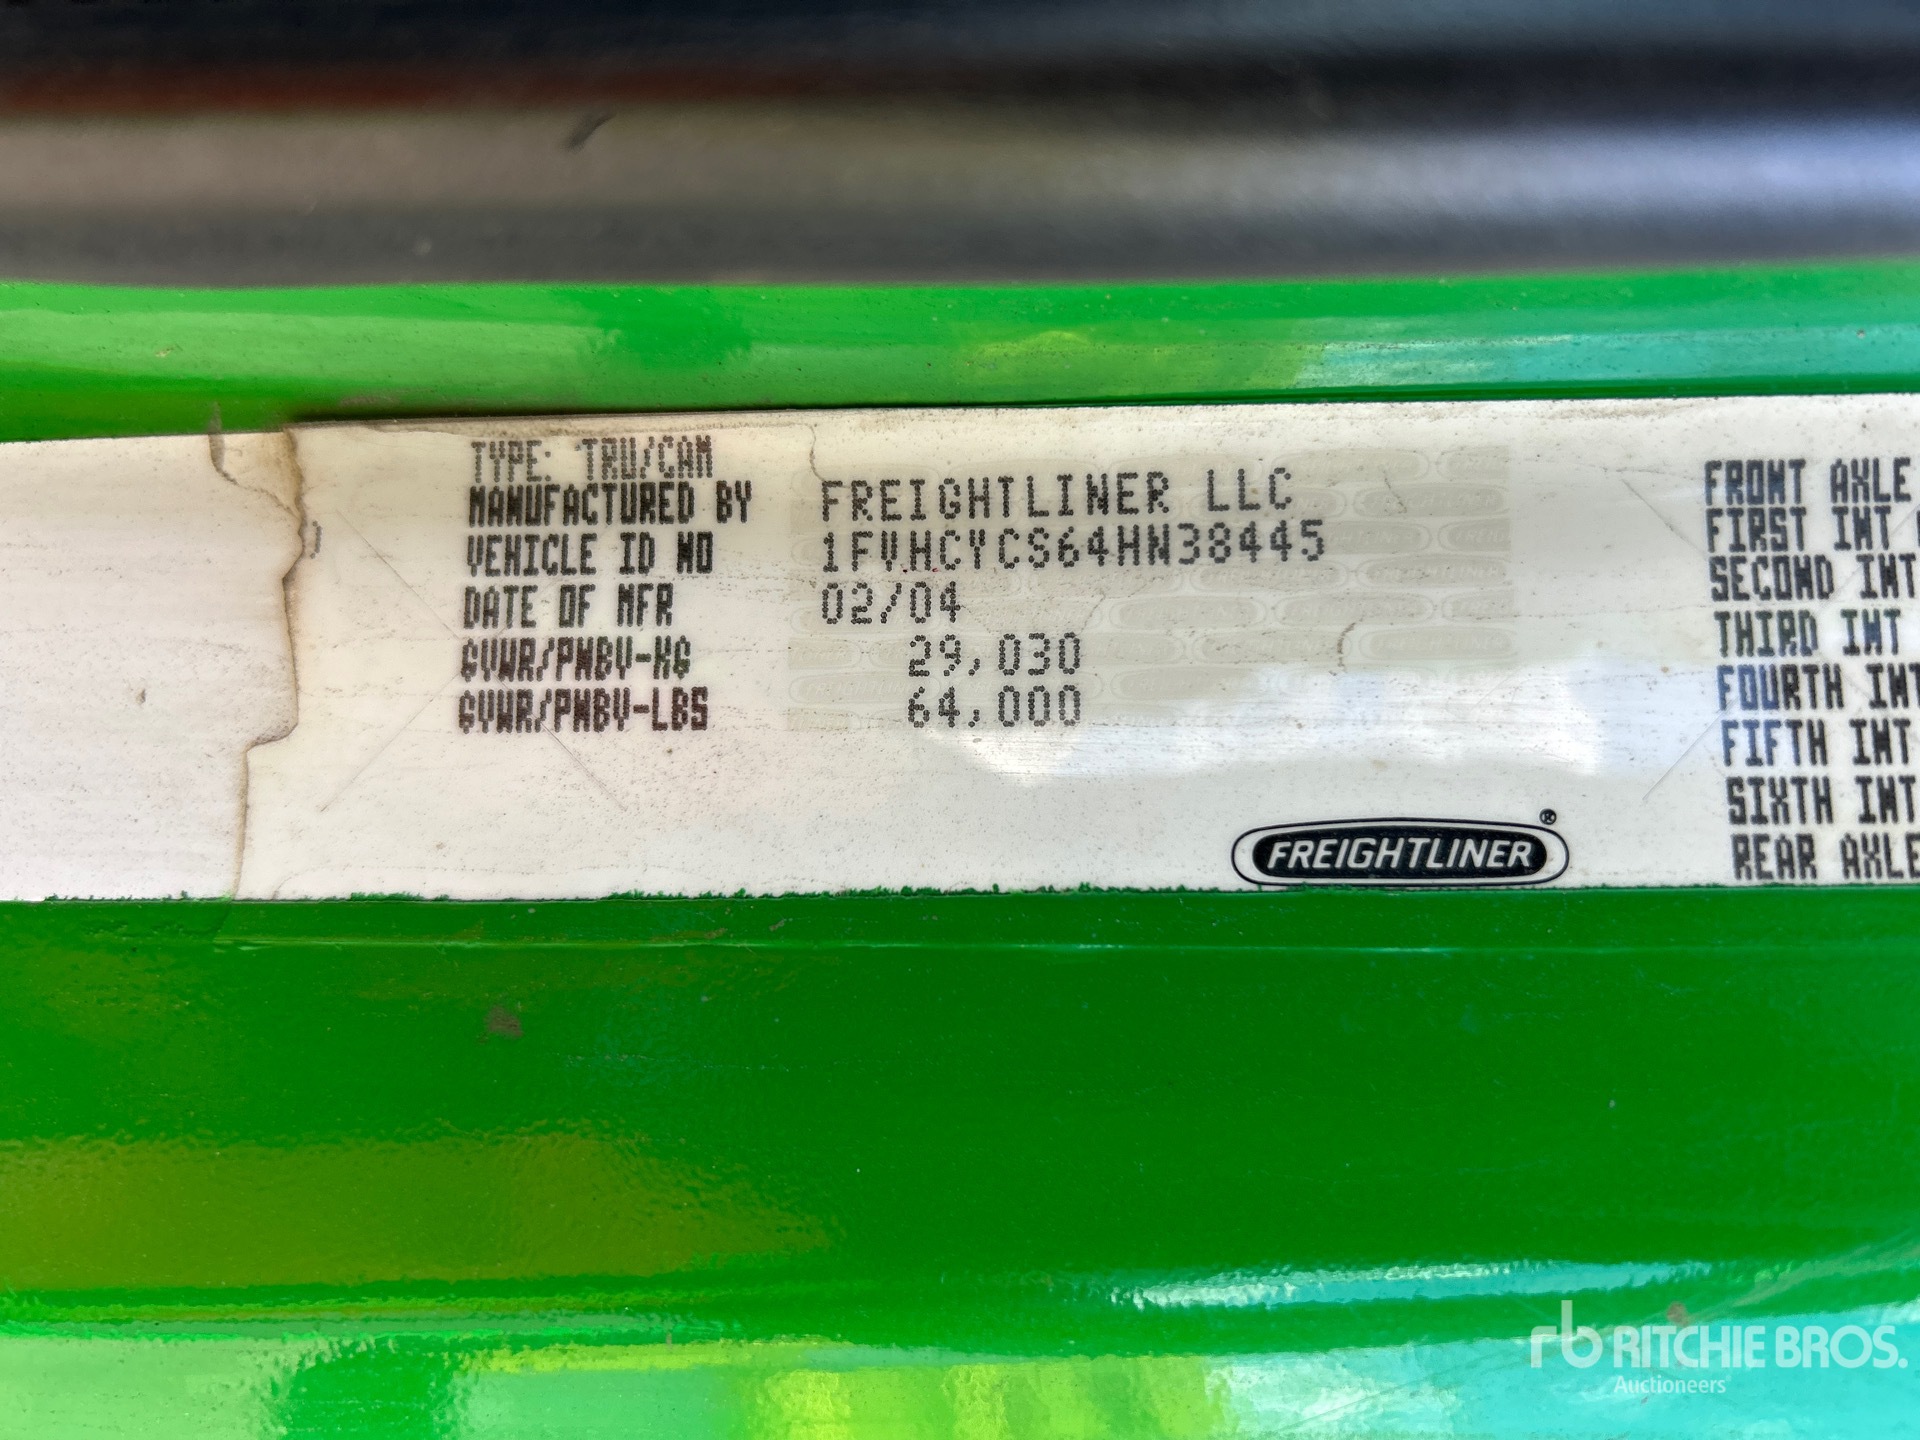 TYPE: TRU/CAM
MANUFACTURED BY FREIGHTLINER LLC
VEHICLE ID NO 1FVHCYCS64HN38445
DATE OF MFR 02/04
GVWR/PNBV-KG 29,030
GVWR/PNBV-LBS 64,000
FREIGHTLINER ®
FRONT AXLE
FIRST INT
SECOND INT
THIRD INT
FOURTH INT
FIFTH INT
SIXTH INT
REAR AXLE
rb RITCHIE BROS.
Auctioneers